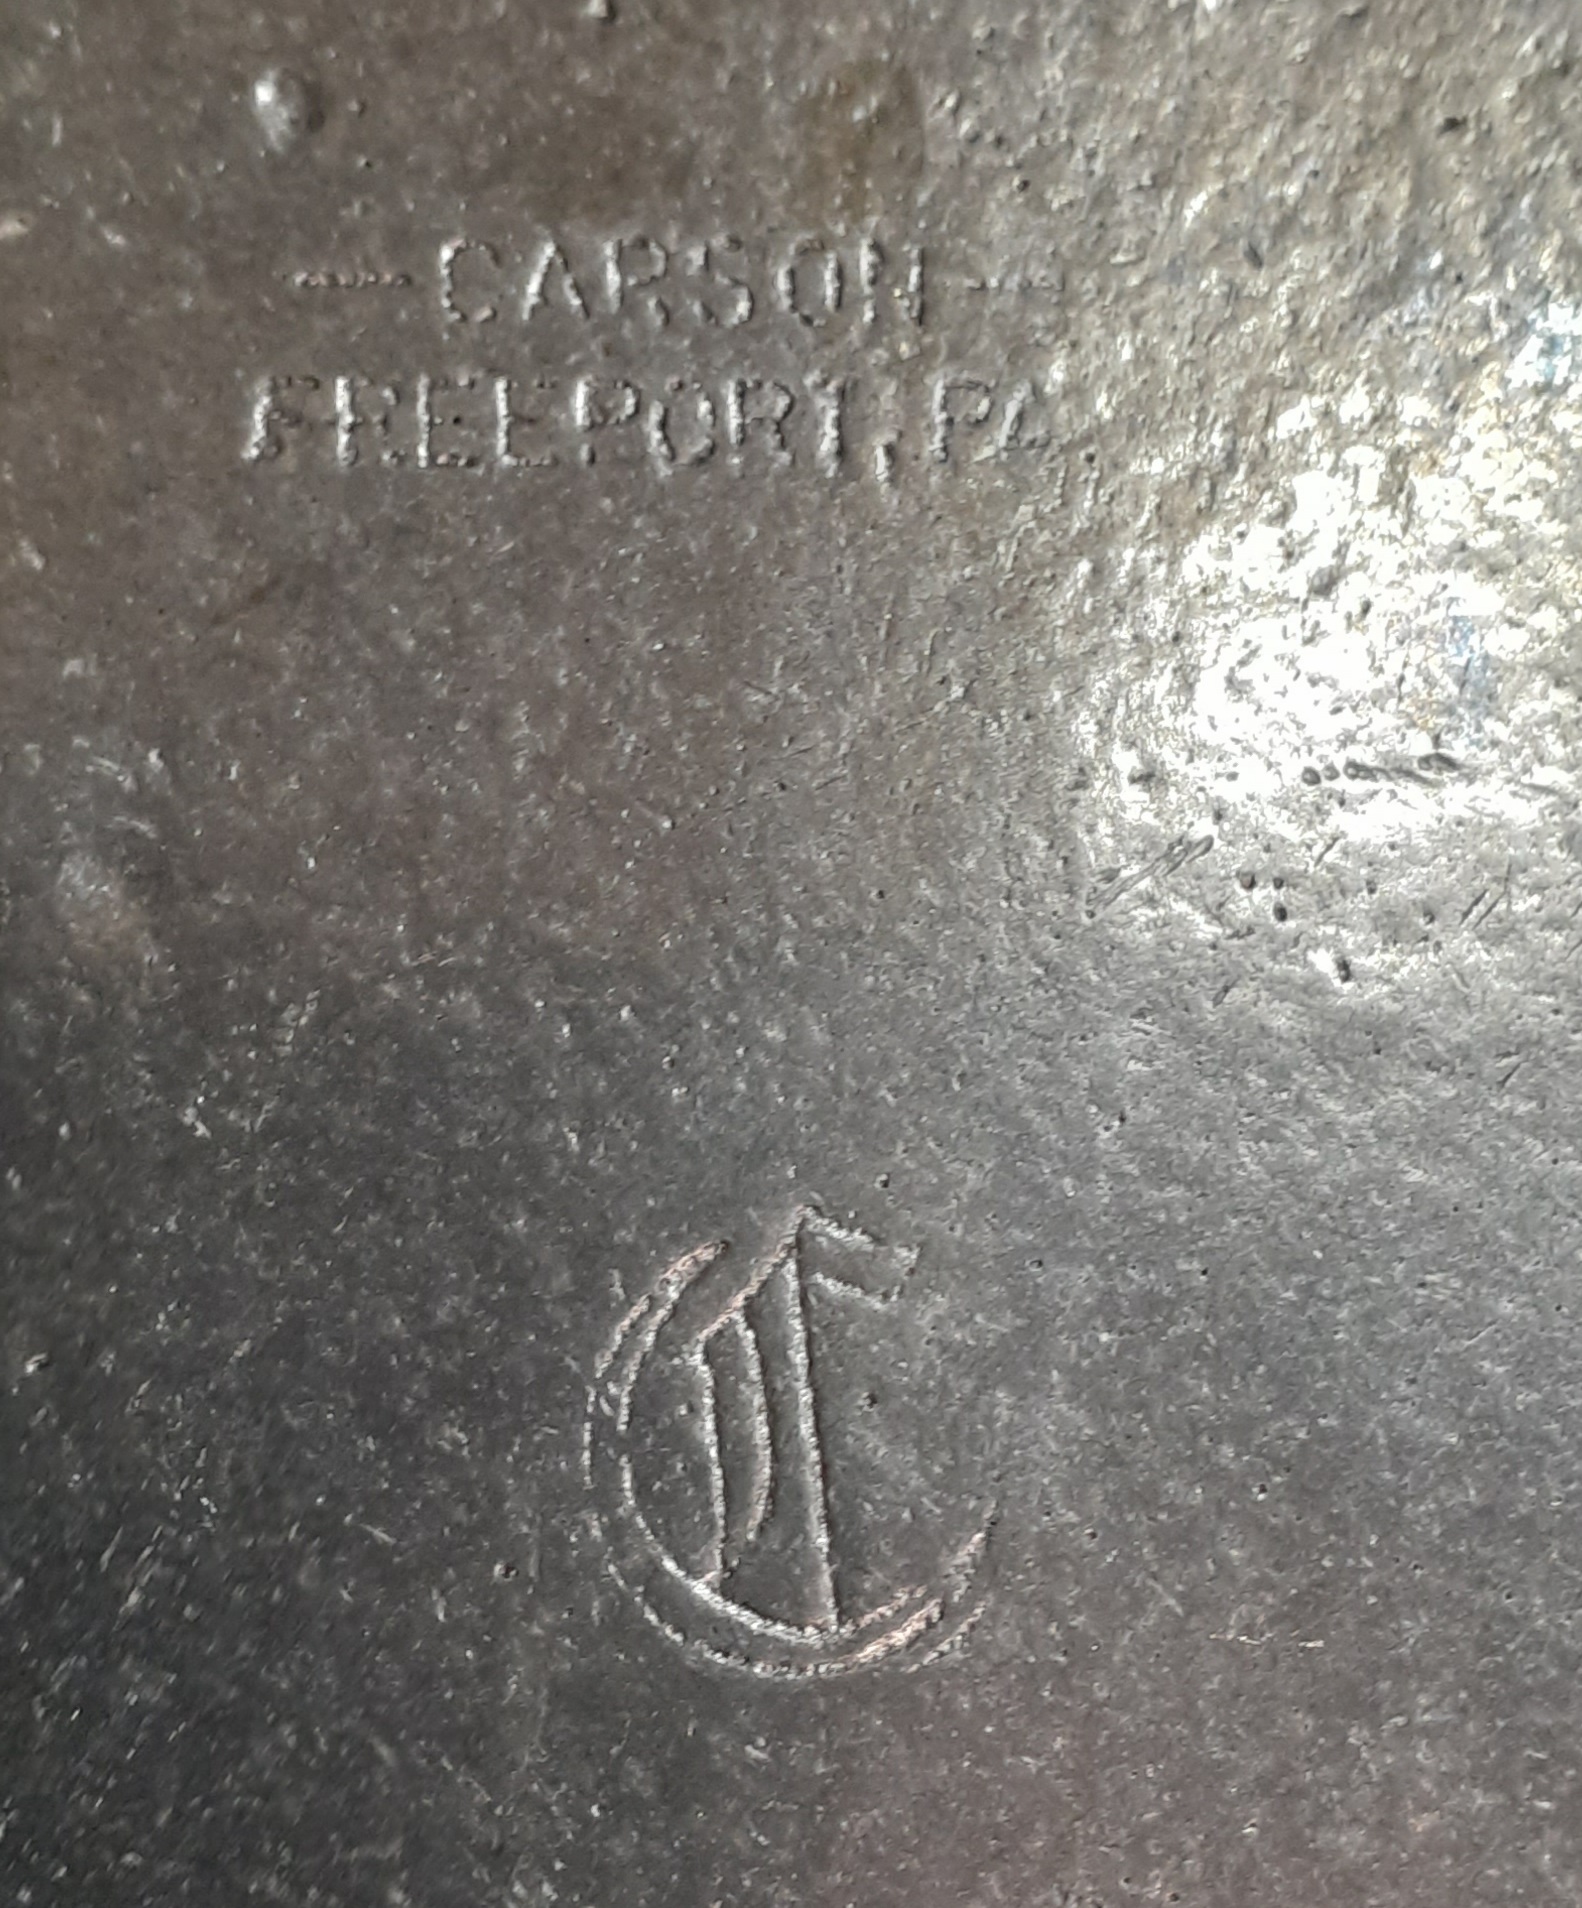 — CARSON —
FREEPORT, PA
C